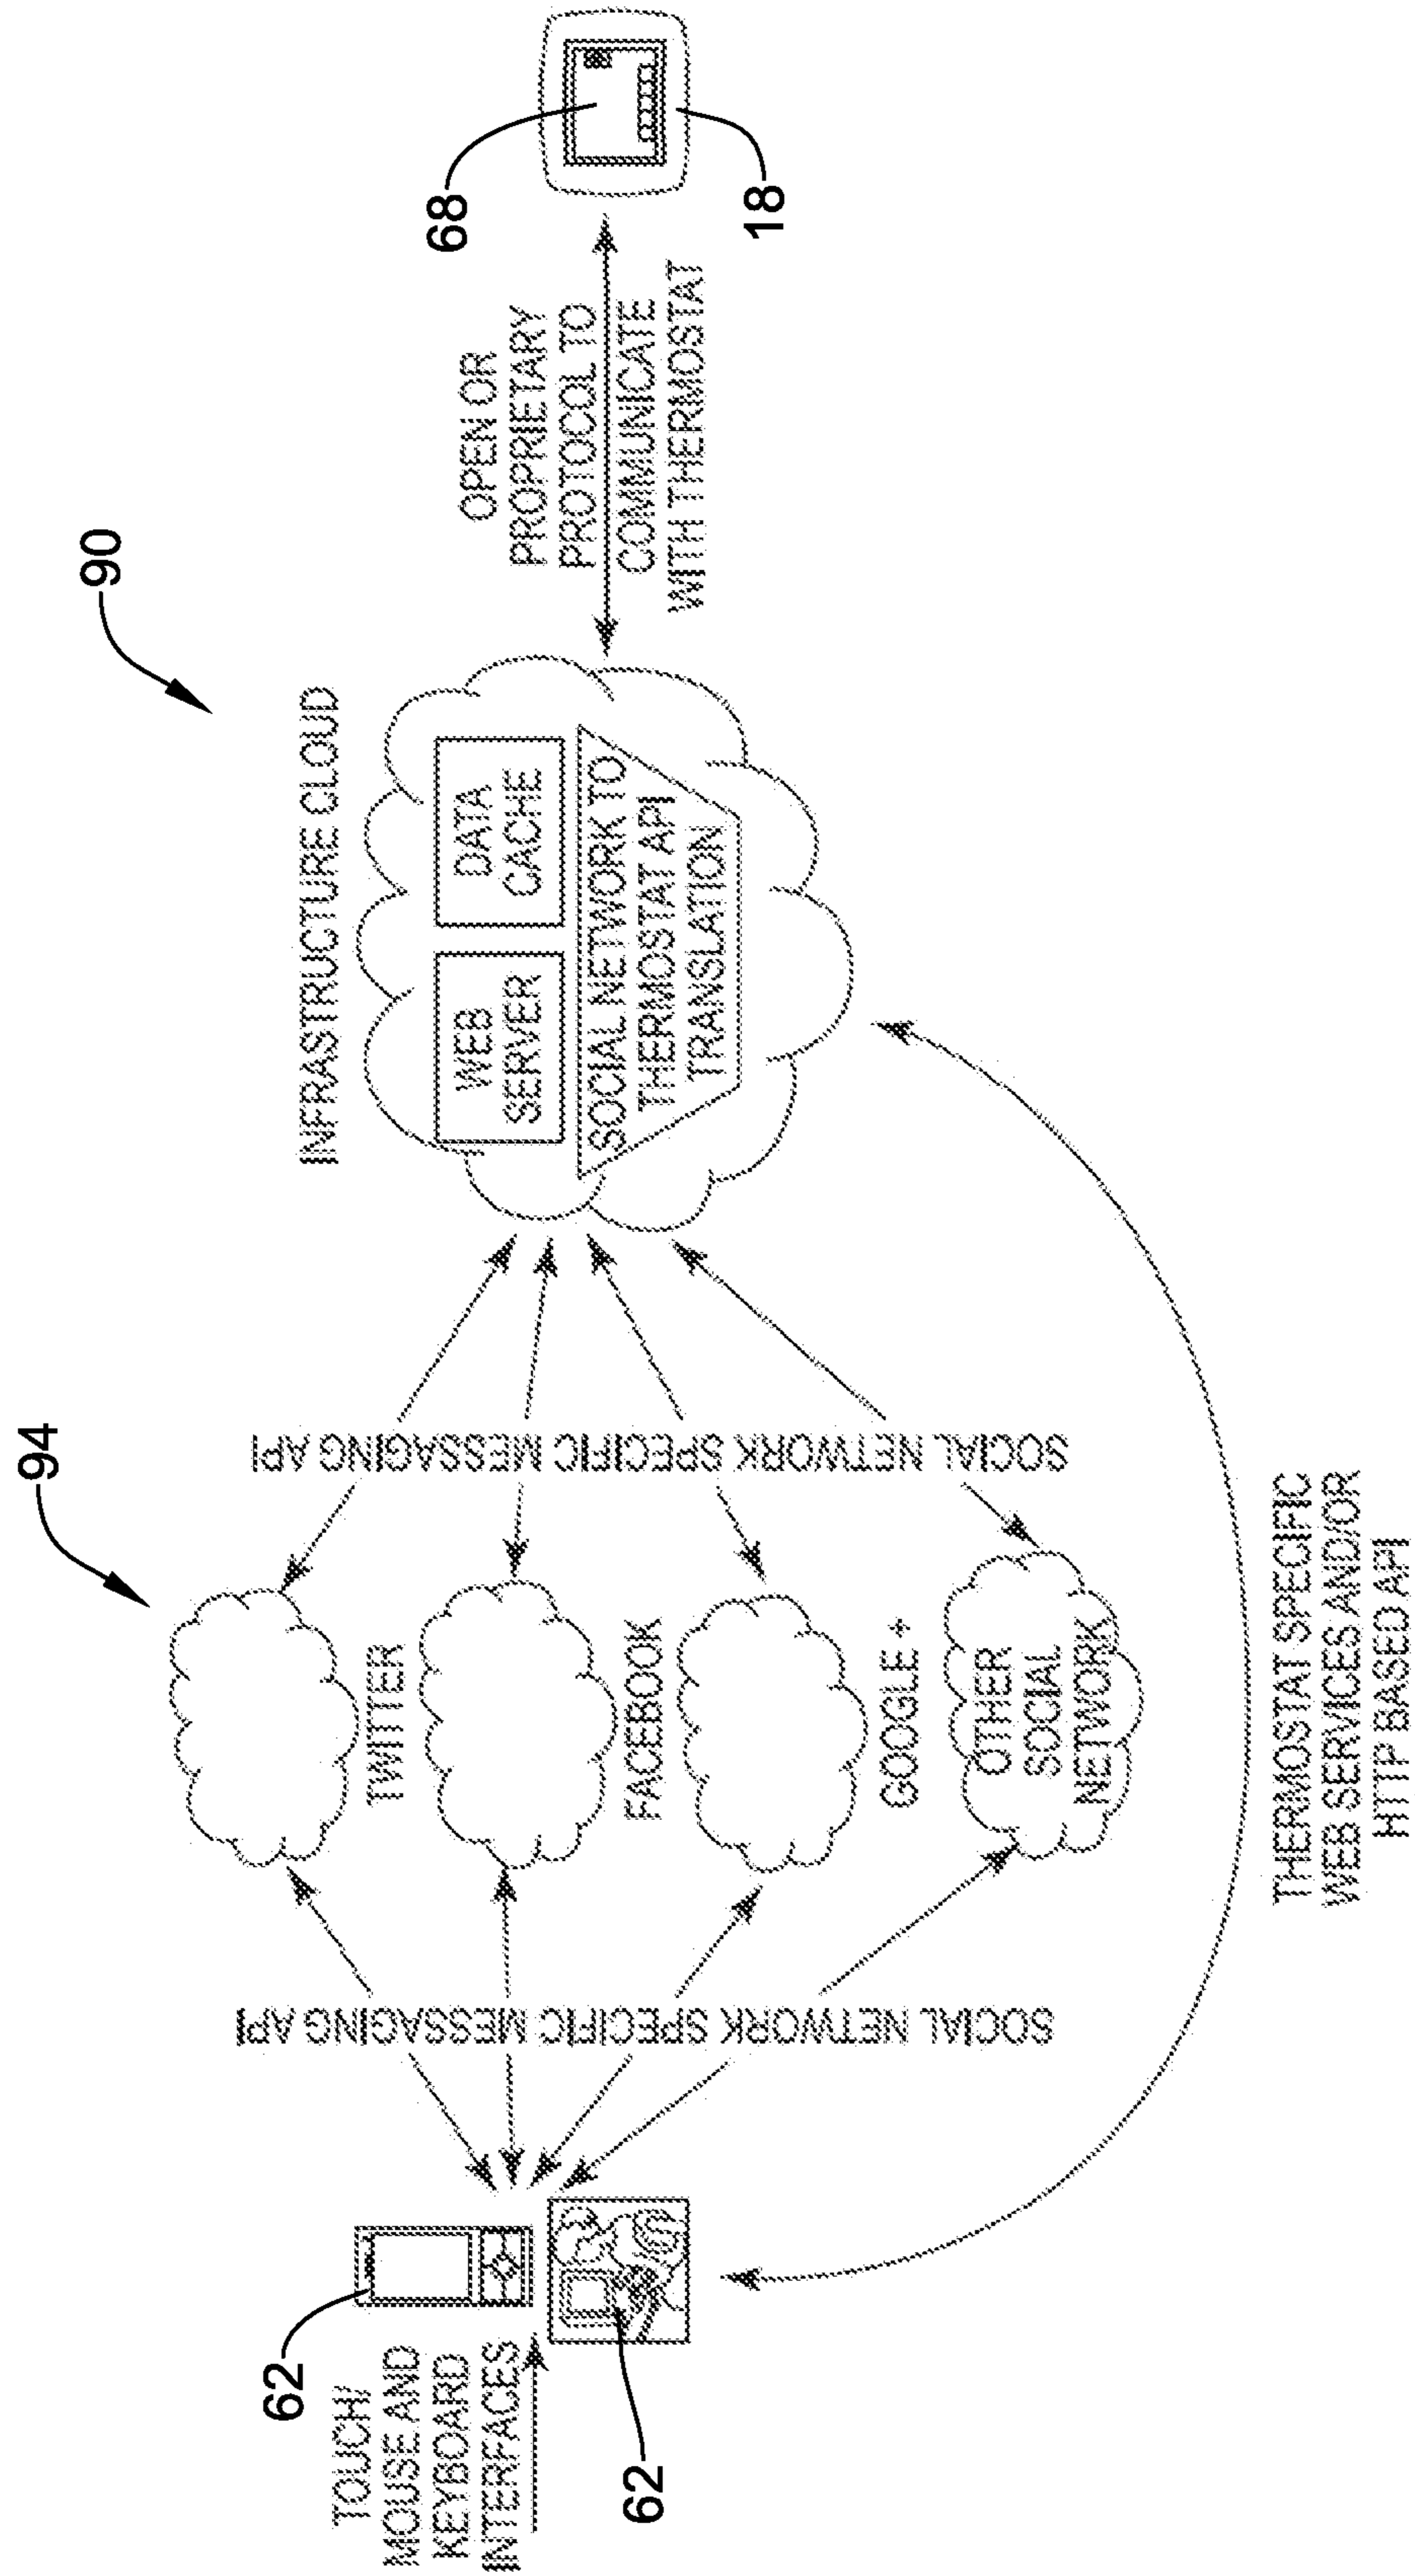 94
90
62
TOUCH/
MOUSE AND
KEYBOARD
INTERFACES
62
SOCIAL NETWORK SPECIFIC MESSAGING API
TWITTER
FACEBOOK
GOOGLE +
OTHER
SOCIAL
NETWORK
SOCIAL NETWORK SPECIFIC MESSAGING API
INFRASTRUCTURE CLOUD
WEB
SERVER
DATA
CACHE
SOCIAL NETWORK TO
THERMOSTAT API
TRANSLATION
OPEN OR
PROPRIETARY
PROTOCOL TO
COMMUNICATE
WITH THERMOSTAT
68
18
THERMOSTAT SPECIFIC
WEB SERVICES AND/OR
HTTP BASED API